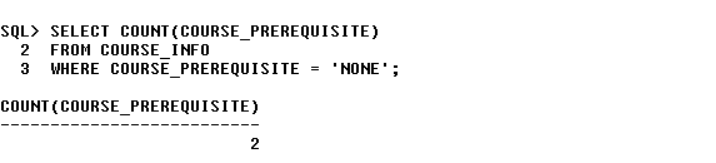 SQL> SELECT COUNT(COURSE_PREREQUISITE)
2 FROM COURSE_INFO
3 WHERE COURSE_PREREQUISITE = 'NONE';
COUNT(COURSE_PREREQUISITE)
--------------------------
2